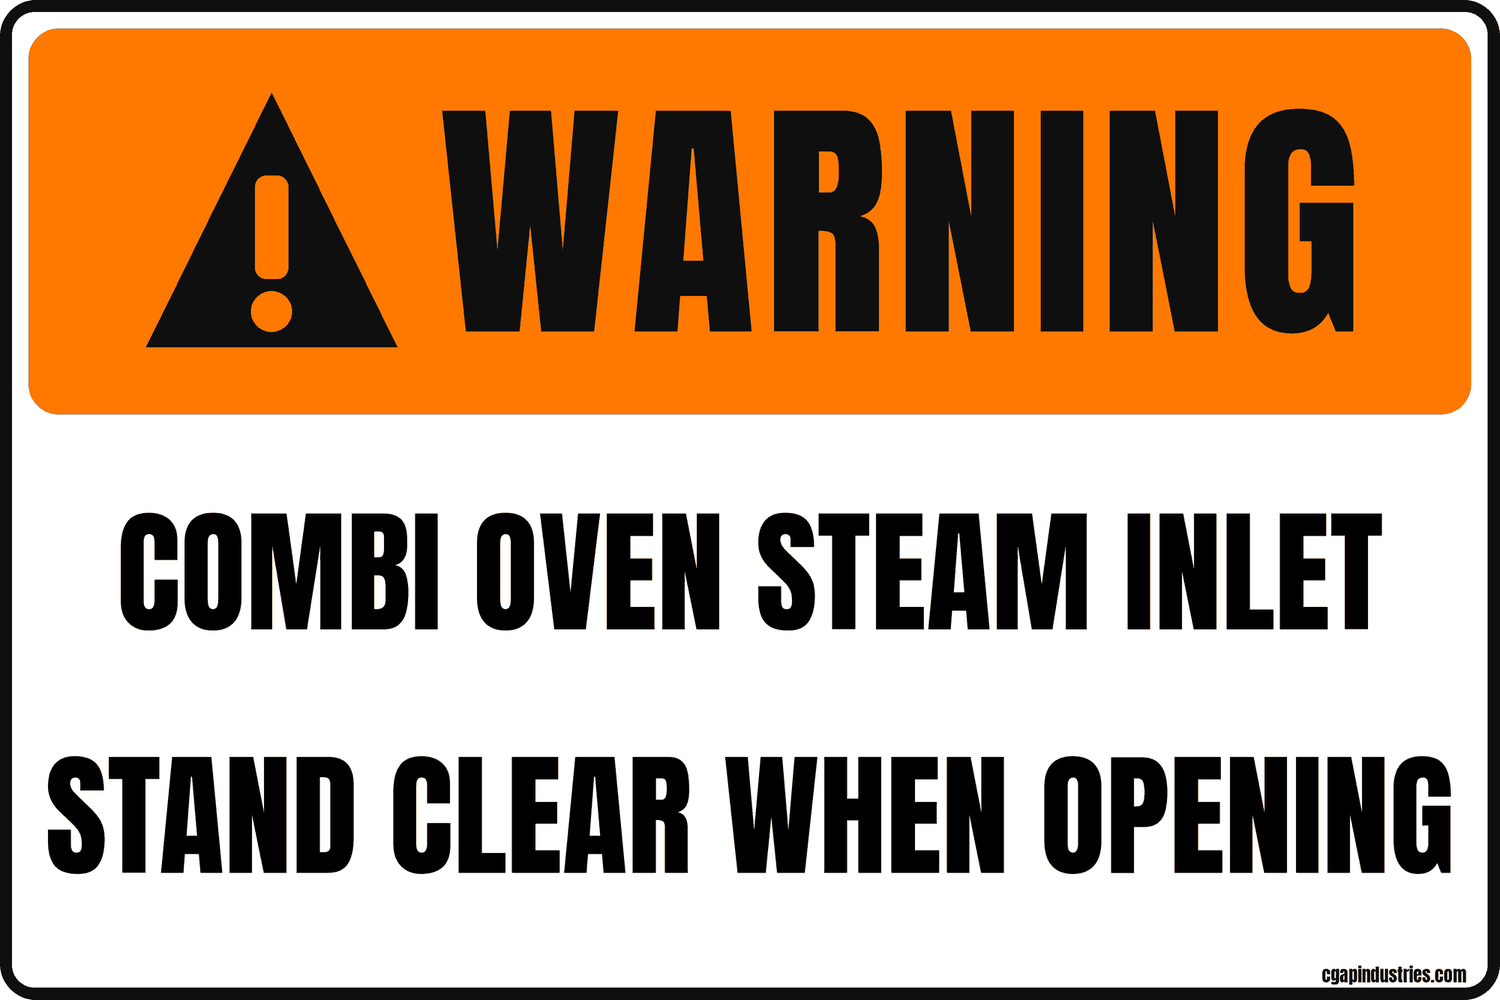 WARNING
COMBI OVEN STEAM INLET
STAND CLEAR WHEN OPENING
cgapindustries.com